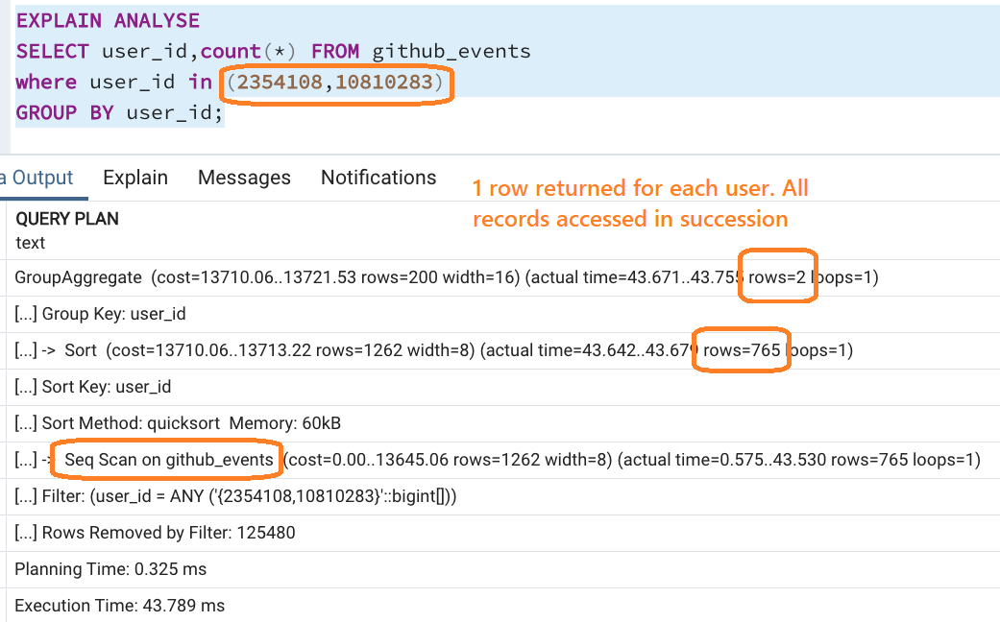 EXPLAIN ANALYSE
SELECT user_id,count(*) FROM github_events
where user_id in (2354108,10810283)
GROUP BY user_id;
a Output Explain Messages Notifications
1 row returned for each user. All
records accessed in succession
QUERY PLAN
text
GroupAggregate (cost=13710.06..13721.53 rows=200 width=16) (actual time=43.671..43.755 rows=2 loops=1)
[...] Group Key: user_id
[...] -> Sort (cost=13710.06..13713.22 rows=1262 width=8) (actual time=43.642..43.679 rows=765 loops=1)
[...] Sort Key: user_id
[...] Sort Method: quicksort Memory: 60kB
[...] -> Seq Scan on github_events (cost=0.00..13645.06 rows=1262 width=8) (actual time=0.575..43.530 rows=765 loops=1)
[...] Filter: (user_id = ANY ('{2354108,10810283}'::bigint[]))
[...] Rows Removed by Filter: 125480
Planning Time: 0.325 ms
Execution Time: 43.789 ms